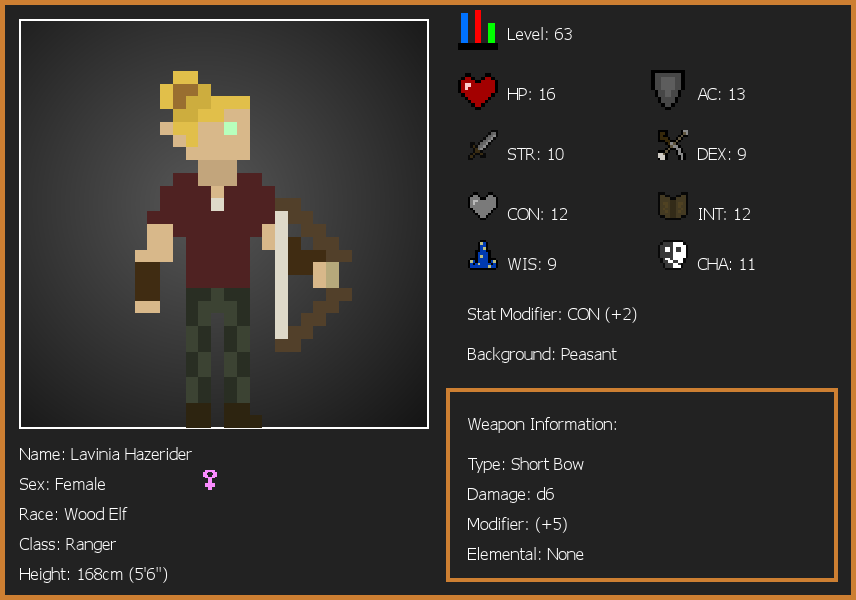 Level: 63
HP: 16
AC: 13
STR: 10
DEX: 9
CON: 12
INT: 12
WIS: 9
CHA: 11
Stat Modifier: CON (+2)
Background: Peasant
Weapon Information:
Type: Short Bow
Damage: d6
Modifier: (+5)
Elemental: None
Name: Lavinia Hazerider
Sex: Female
Race: Wood Elf
Class: Ranger
Height: 168cm (5'6")